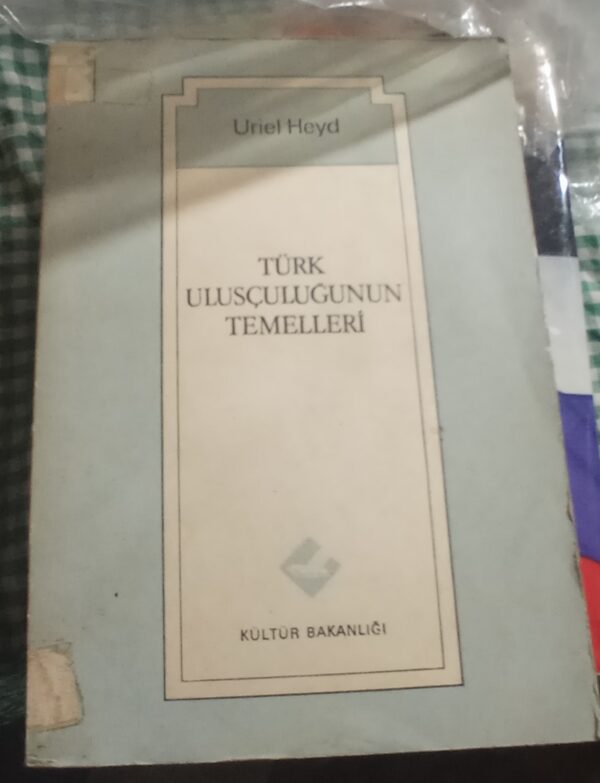 Uriel Heyd
TÜRK
ULUSÇULUĞUNUN
TEMELLERİ
KÜLTÜR BAKANLIĞI